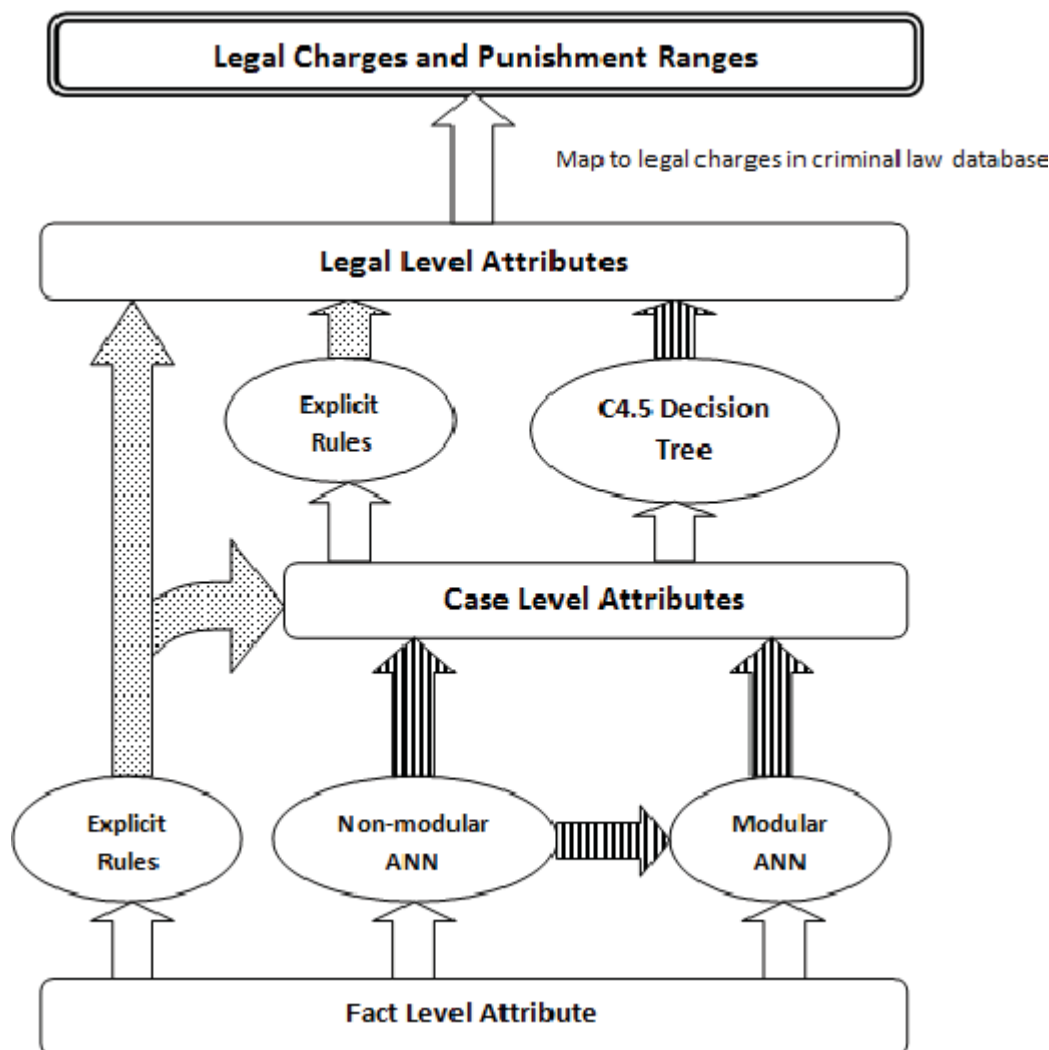 Legal Charges and Punishment Ranges
Map to legal charges in criminal law database
Legal Level Attributes
Explicit
Rules
C4.5 Decision
Tree
Case Level Attributes
Explicit
Rules
Non-modular
ANN
Modular
ANN
Fact Level Attribute